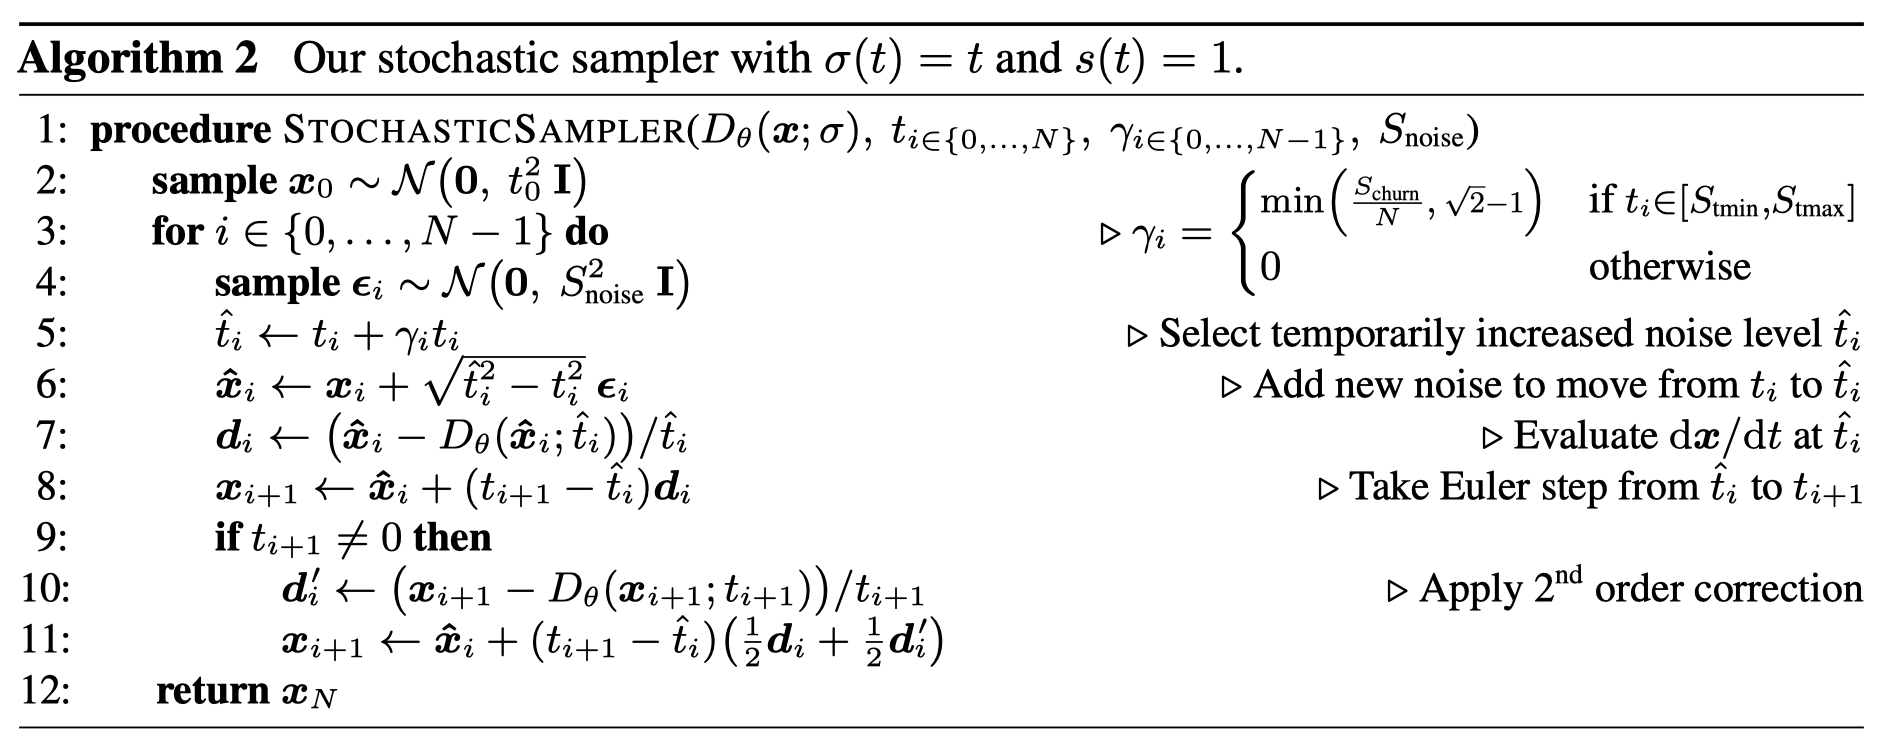 Algorithm 2 Our stochastic sampler with σ(t) = t and s(t) = 1.
1: procedure STOCHASTICSAMPLER(D_θ(x; σ), t_{i∈{0,...,N}}, γ_{i∈{0,...,N−1}}, S_noise)
2: sample x_0 ∼ N(0, t_0^2 I)
3: for i ∈ {0, . . . , N − 1} do ▷ γ_i = { min(S_churn/N, √2−1) if t_i∈[S_tmin,S_tmax]
0 otherwise
4: sample ϵ_i ∼ N(0, S_noise^2 I)
5: t̂_i ← t_i + γ_i t_i ▷ Select temporarily increased noise level t̂_i
6: x̂_i ← x_i + √(t̂_i^2 − t_i^2) ϵ_i ▷ Add new noise to move from t_i to t̂_i
7: d_i ← (x̂_i − D_θ(x̂_i; t̂_i))/t̂_i ▷ Evaluate dx/dt at t̂_i
8: x_{i+1} ← x̂_i + (t_{i+1} − t̂_i)d_i ▷ Take Euler step from t̂_i to t_{i+1}
9: if t_{i+1} ≠ 0 then
10: d′_i ← (x_{i+1} − D_θ(x_{i+1}; t_{i+1}))/t_{i+1} ▷ Apply 2nd order correction
11: x_{i+1} ← x̂_i + (t_{i+1} − t̂_i)(½d_i + ½d′_i)
12: return x_N